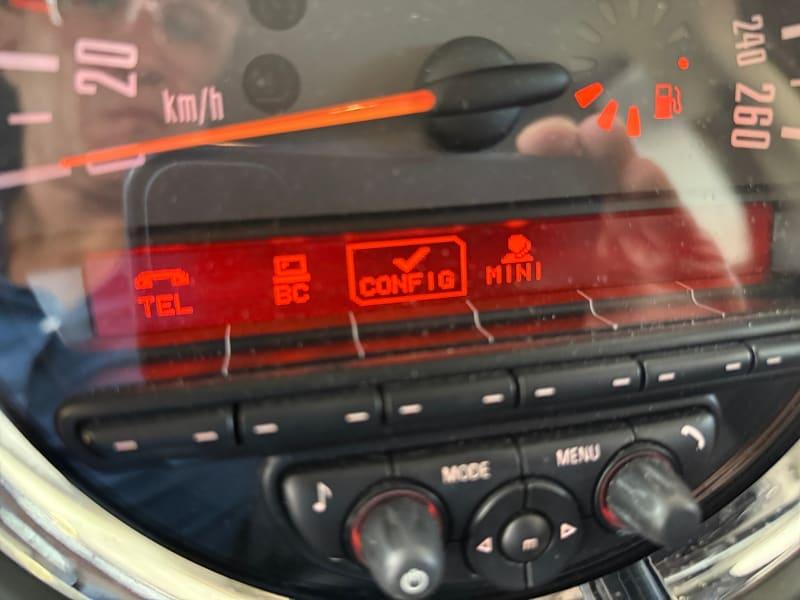 20
km/h
240
260
TEL
BC
CONFIG
MINI
MODE
MENU
m